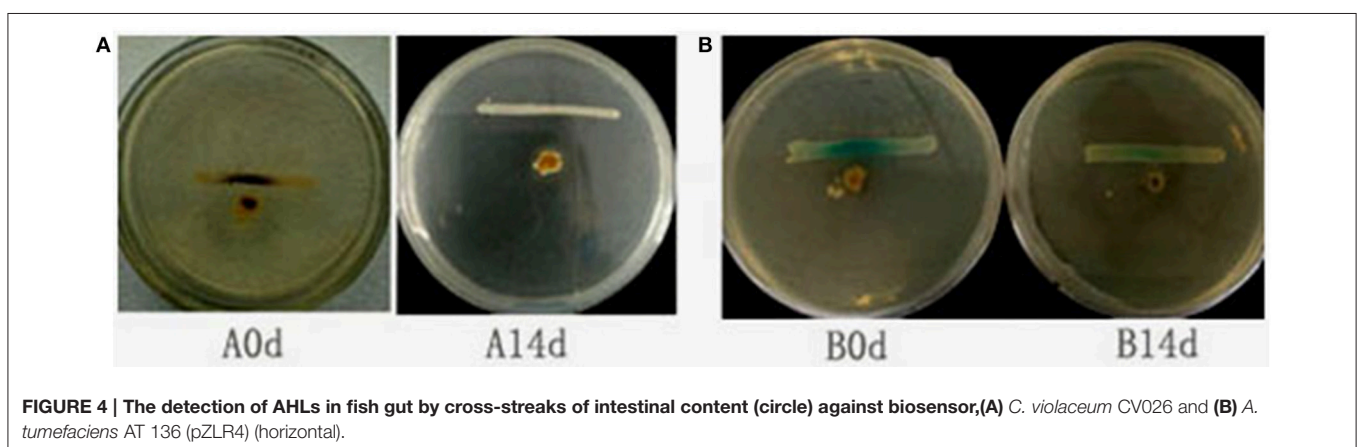 A
B
A0d
A14d
B0d
B14d
FIGURE 4 | The detection of AHLs in fish gut by cross-streaks of intestinal content (circle) against biosensor,(A) C. violaceum CV026 and (B) A.
tumefaciens AT 136 (pZLR4) (horizontal).